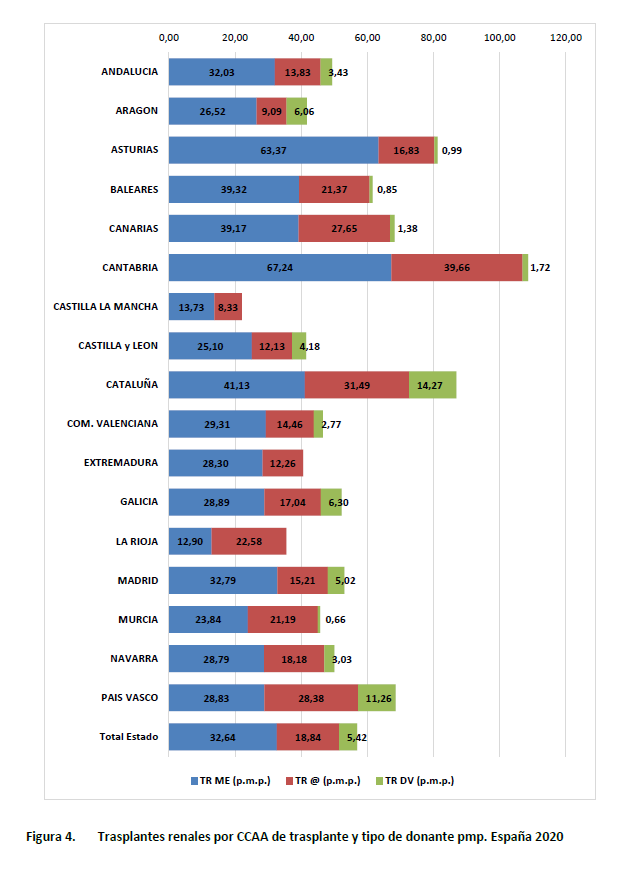 0,00 20,00 40,00 60,00 80,00 100,00 120,00
ANDALUCIA 32,03 13,83 3,43
ARAGON 26,52 9,09 6,06
ASTURIAS 63,37 16,83 0,99
BALEARES 39,32 21,37 0,85
CANARIAS 39,17 27,65 1,38
CANTABRIA 67,24 39,66 1,72
CASTILLA LA MANCHA 13,73 8,33
CASTILLA y LEON 25,10 12,13 4,18
CATALUÑA 41,13 31,49 14,27
COM. VALENCIANA 29,31 14,46 2,77
EXTREMADURA 28,30 12,26
GALICIA 28,89 17,04 6,30
LA RIOJA 12,90 22,58
MADRID 32,79 15,21 5,02
MURCIA 23,84 21,19 0,66
NAVARRA 28,79 18,18 3,03
PAIS VASCO 28,83 28,38 11,26
Total Estado 32,64 18,84 5,42
TR ME (p.m.p.) TR @ (p.m.p.) TR DV (p.m.p.)
Figura 4. Trasplantes renales por CCAA de trasplante y tipo de donante pmp. España 2020